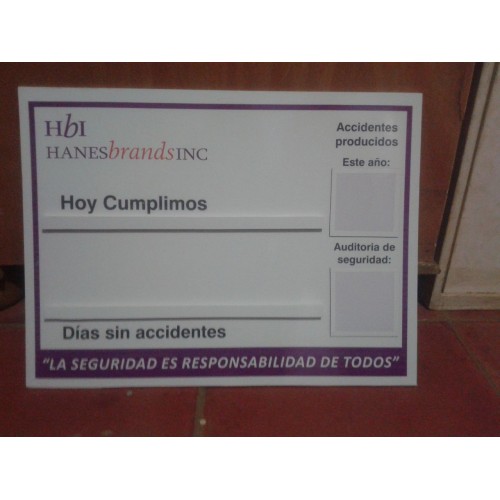 HbI
HANESbrandsINC
Hoy Cumplimos
Días sin accidentes
Accidentes
producidos
Este año:
Auditoria de
seguridad:
“LA SEGURIDAD ES RESPONSABILIDAD DE TODOS”